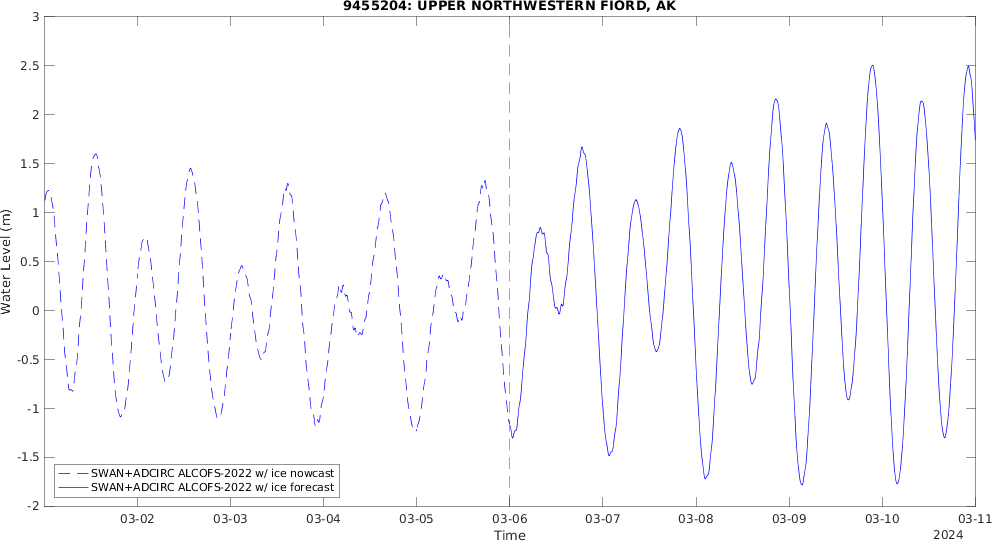 9455204: UPPER NORTHWESTERN FIORD, AK
3
2.5
2
1.5
1
0.5
0
-0.5
-1
-1.5
-2
Water Level (m)
SWAN+ADCIRC ALCOFS-2022 w/ ice nowcast
SWAN+ADCIRC ALCOFS-2022 w/ ice forecast
03-02 03-03 03-04 03-05 03-06 03-07 03-08 03-09 03-10 03-11
Time
2024